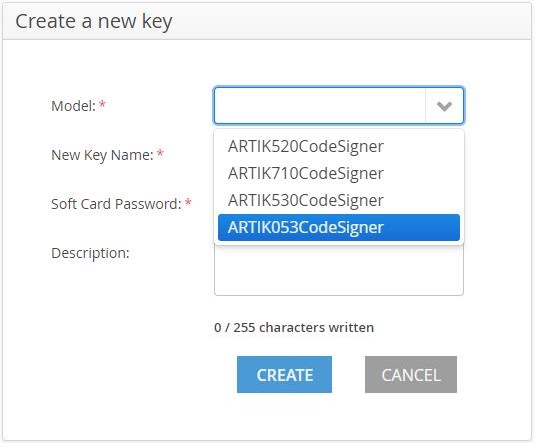 Create a new key
Model: *
ARTIK520CodeSigner
ARTIK710CodeSigner
New Key Name: *
ARTIK530CodeSigner
Soft Card Password: *
ARTIK053CodeSigner
Description:
0 / 255 characters written
CREATE CANCEL